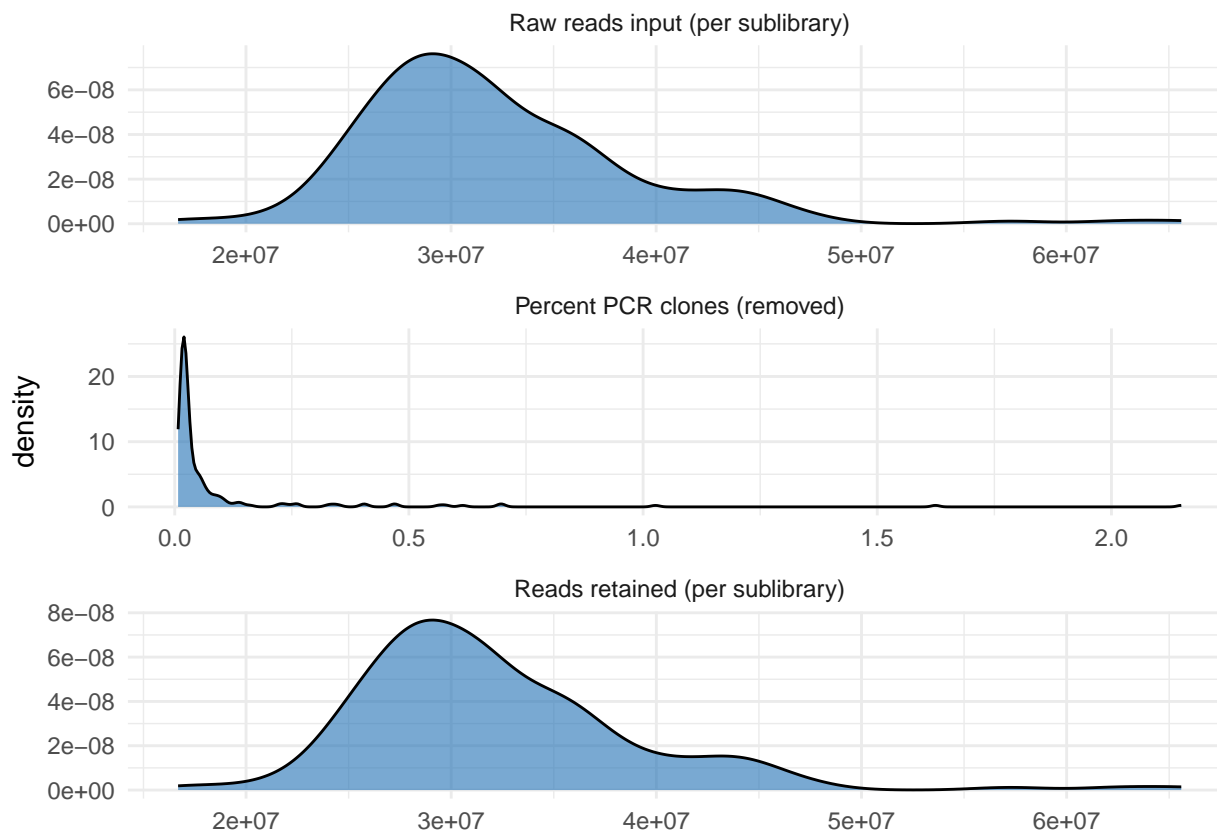 Raw reads input (per sublibrary)
6e−08
4e−08
2e−08
0e+00
2e+07 3e+07 4e+07 5e+07 6e+07
Percent PCR clones (removed)
density
20
10
0
0.0 0.5 1.0 1.5 2.0
Reads retained (per sublibrary)
8e−08
6e−08
4e−08
2e−08
0e+00
2e+07 3e+07 4e+07 5e+07 6e+07